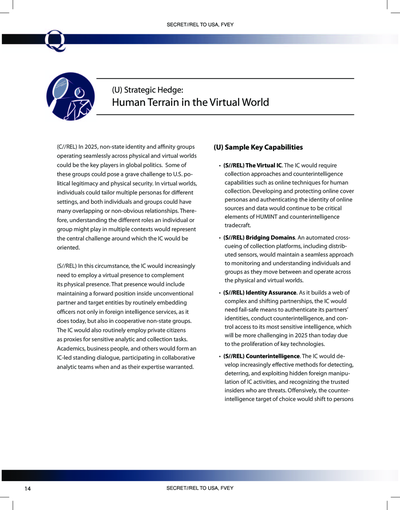 SECRET//REL TO USA, FVEY
Q
(U) Strategic Hedge:
Human Terrain in the Virtual World
(C//REL) In 2025, non-state identity and affinity groups
operating seamlessly across physical and virtual worlds
could be the key players in global politics. Some of
these groups could pose a grave challenge to U.S. po-
litical legitimacy and physical security. In virtual worlds,
individuals could tailor multiple personas for different
settings, and both individuals and groups could have
many overlapping or non-obvious relationships. There-
fore, understanding the different roles an individual or
group might play in multiple contexts would represent
the central challenge around which the IC would be
oriented.
(S//REL) In this circumstance, the IC would increasingly
need to employ a virtual presence to complement
its physical presence. That presence would include
maintaining a forward position inside unconventional
partner and target entities by routinely embedding
officers not only in foreign intelligence services, as it
does today, but also in cooperative non-state groups.
The IC would also routinely employ private citizens
as proxies for sensitive analytic and collection tasks.
Academics, business people, and others would form an
IC-led standing dialogue, participating in collaborative
analytic teams when and as their expertise warranted.
(U) Sample Key Capabilities
• (S//REL) The Virtual IC. The IC would require
collection approaches and counterintelligence
capabilities such as online techniques for human
collection. Developing and protecting online cover
personas and authenticating the identity of online
sources and data would continue to be critical
elements of HUMINT and counterintelligence
tradecraft.
• (S//REL) Bridging Domains. An automated cross-
cueing of collection platforms, including distrib-
uted sensors, would maintain a seamless approach
to monitoring and understanding individuals and
groups as they move between and operate across
the physical and virtual worlds.
• (S//REL) Identity Assurance. As it builds a web of
complex and shifting partnerships, the IC would
need fail-safe means to authenticate its partners'
identities, conduct counterintelligence, and con-
trol access to its most sensitive intelligence, which
will be more challenging in 2025 than today due
to the proliferation of key technologies.
• (S//REL) Counterintelligence. The IC would de-
velop increasingly effective methods for detecting,
deterring, and exploiting hidden foreign manipu-
lation of IC activities, and recognizing the trusted
insiders who are threats. Offensively, the counter-
intelligence target of choice would shift to persons
14
SECRET//REL TO USA, FVEY